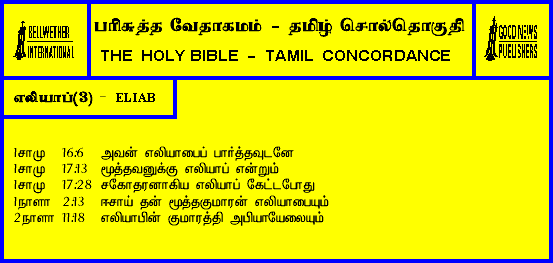 BELLWETHER INTERNATIONAL
பரிசுத்த வேதாகமம் - தமிழ் சொல்தொகுதி
THE HOLY BIBLE - TAMIL CONCORDANCE
GOOD NEWS PUBLISHERS
எலியாப்(3) - ELIAB
1சாமு 16:6 அவன் எலியாபைப் பார்த்தவுடனே
1சாமு 17:13 மூத்தவனுக்கு எலியாப் என்றும்
1சாமு 17:28 சகோதரனாகிய எலியாப் கேட்டபோது
1நாளா 2:13 ஈசாய் தன் மூத்தகுமாரன் எலியாபையும்
2நாளா 11:18 எலியாபின் குமாரத்தி அபியாயேலையும்